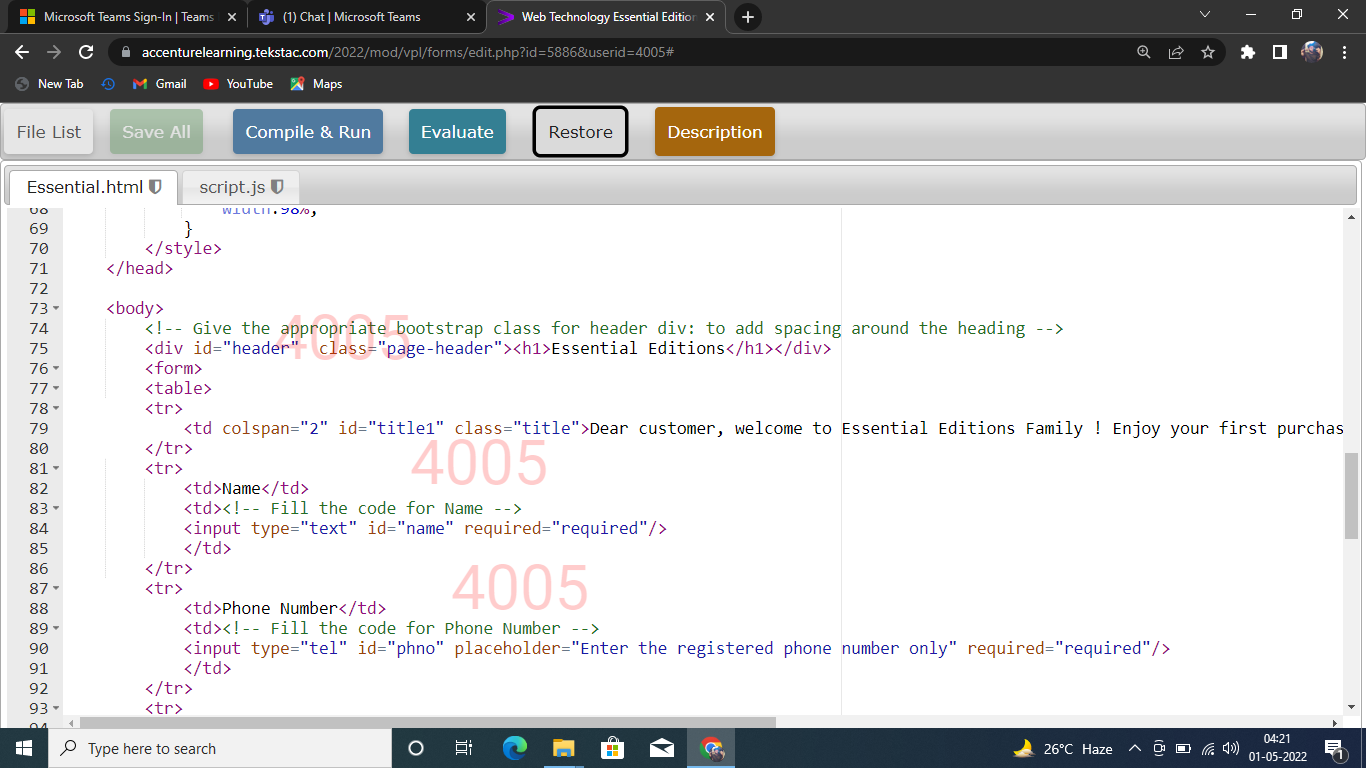 Microsoft Teams Sign-In | Teams
(1) Chat | Microsoft Teams
Web Technology Essential Edition
accenturelearning.tekstac.com/2022/mod/vpl/forms/edit.php?id=5886&userid=4005#
New Tab
Gmail
YouTube
Maps
File List
Save All
Compile & Run
Evaluate
Restore
Description
Essential.html
script.js
68 width:98%;
69 }
70 </style>
71 </head>
72
73 <body>
74 <!-- Give the appropriate bootstrap class for header div: to add spacing around the heading -->
75 <div id="header"  class="page-header"><h1>Essential Editions</h1></div>
76 <form>
77 <table>
78 <tr>
79 <td colspan="2" id="title1" class="title">Dear customer, welcome to Essential Editions Family ! Enjoy your first purchas
80 </tr>
81 <tr>
82 <td>Name</td>
83 <td><!-- Fill the code for Name -->
84 <input type="text" id="name" required="required"/>
85 </td>
86 </tr>
87 <tr>
88 <td>Phone Number</td>
89 <td><!-- Fill the code for Phone Number -->
90 <input type="tel" id="phno" placeholder="Enter the registered phone number only" required="required"/>
91 </td>
92 </tr>
93 <tr>
94
4005
4005
4005
Type here to search
26°C Haze
04:21
01-05-2022
1